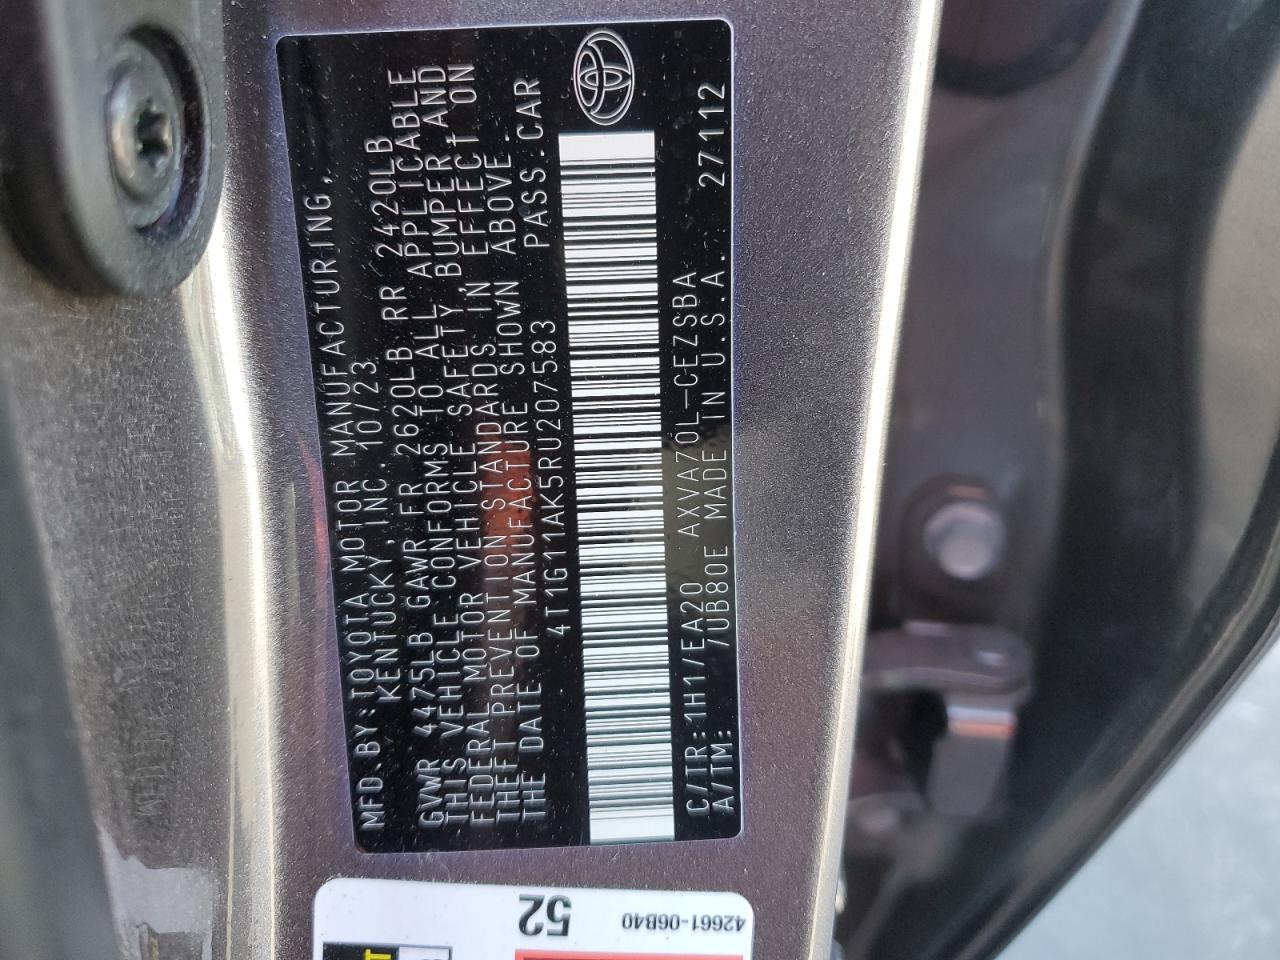 MFD. BY: TOYOTA MOTOR MANUFACTURING,
KENTUCKY, INC. 10/23
GVWR 4475LB GAWR FR 2620LB RR 2420LB
THIS VEHICLE CONFORMS TO ALL APPLICABLE
FEDERAL MOTOR VEHICLE SAFETY, BUMPER AND
THEFT PREVENTION STANDARDS IN EFFECT ON
THE DATE OF MANUFACTURE SHOWN ABOVE.
4T1G11AK5RU207583 PASS. CAR
C/TR: 1H1/EA20 AXVA70L-CEZSBA
A/TM: /UB80E MADE IN U.S.A. 27112
52
42661-06B40